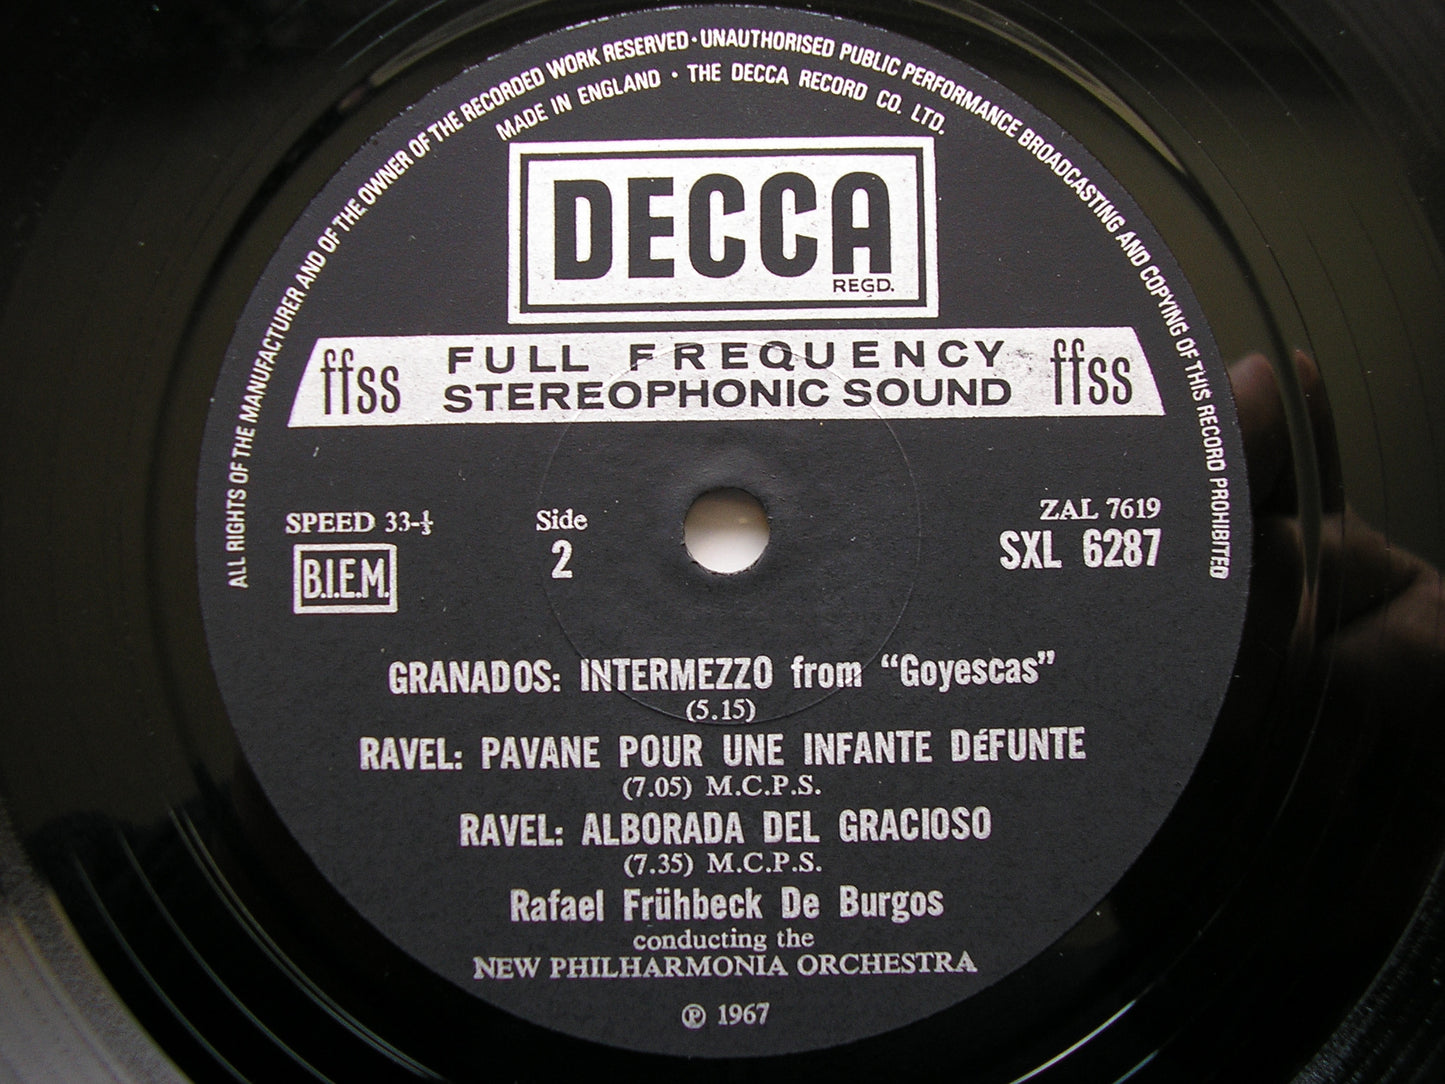 ALL RIGHTS OF THE MANUFACTURER AND OF THE OWNER OF THE RECORDED WORK RESERVED · UNAUTHORISED PUBLIC PERFORMANCE BROADCASTING AND COPYING OF THIS RECORD PROHIBITED
MADE IN ENGLAND · THE DECCA RECORD CO. LTD.
DECCA
REGD.
ffss FULL FREQUENCY ffss
STEREOPHONIC SOUND
SPEED 33-⅓
B.I.E.M.
Side
2
ZAL 7619
SXL 6287
GRANADOS: INTERMEZZO from “Goyescas”
(5.15)
RAVEL: PAVANE POUR UNE INFANTE DéFUNTE
(7.05) M.C.P.S.
RAVEL: ALBORADA DEL GRACIOSO
(7.35) M.C.P.S.
Rafael Frühbeck De Burgos
conducting the
NEW PHILHARMONIA ORCHESTRA
℗ 1967